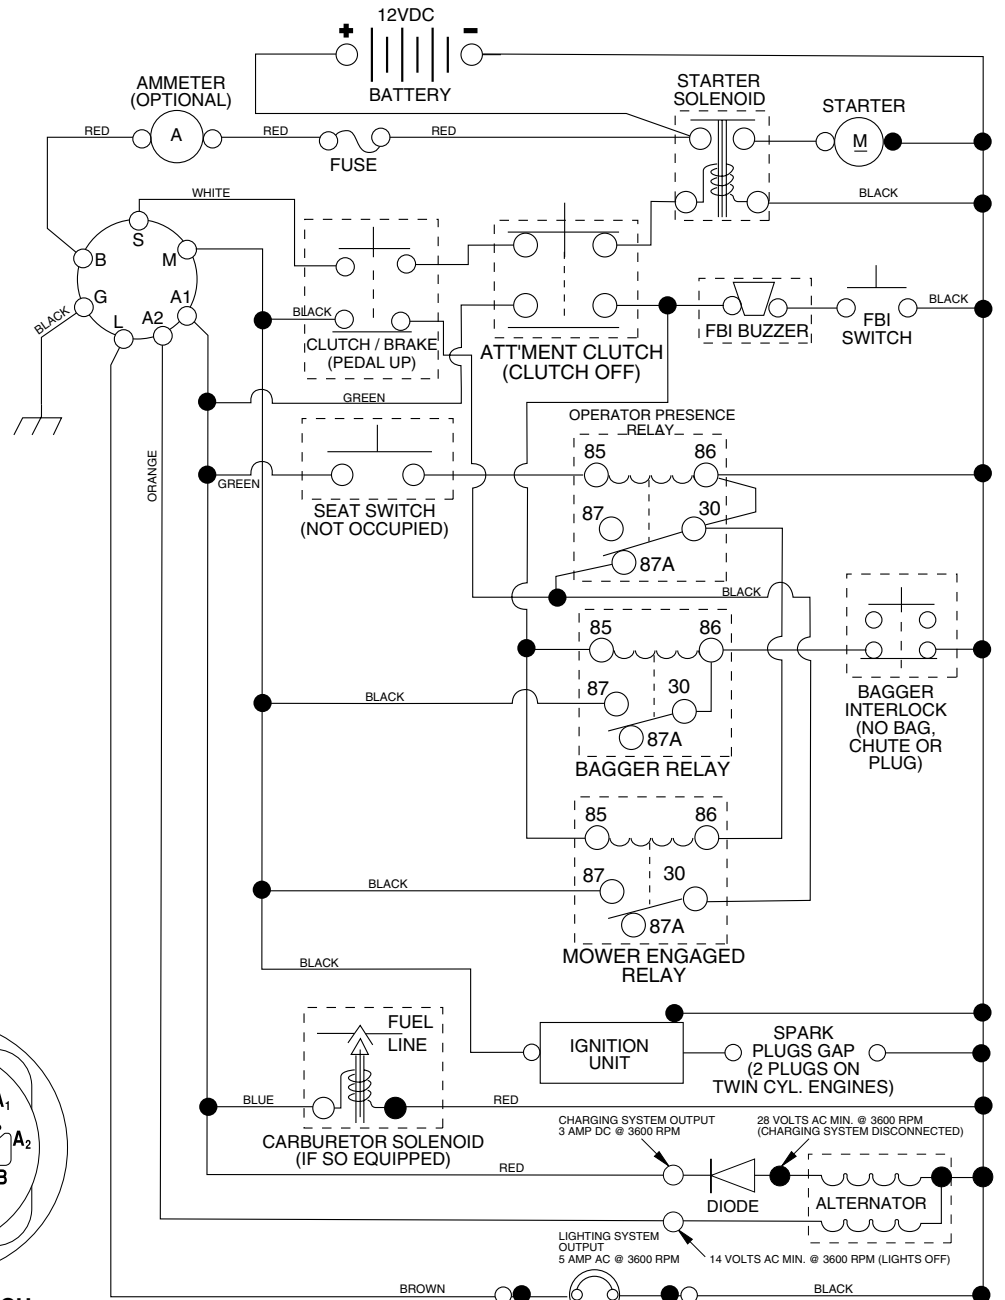 12VDC
+
-
BATTERY
AMMETER
(OPTIONAL)
RED
A
RED
FUSE
RED
STARTER
SOLENOID
STARTER
M
BLACK
WHITE
S
B
M
G
A1
L
A2
BLACK
BLACK
CLUTCH / BRAKE
(PEDAL UP)
ATT'MENT CLUTCH
(CLUTCH OFF)
FBI BUZZER
FBI
SWITCH
BLACK
GREEN
ORANGE
GREEN
SEAT SWITCH
(NOT OCCUPIED)
OPERATOR PRESENCE
RELAY
85
86
87
30
87A
BLACK
85
86
87
30
87A
BAGGER RELAY
BLACK
BAGGER
INTERLOCK
(NO BAG,
CHUTE OR
PLUG)
85
86
87
30
87A
MOWER ENGAGED
RELAY
BLACK
BLACK
FUEL
LINE
CARBURETOR SOLENOID
(IF SO EQUIPPED)
BLUE
IGNITION
UNIT
SPARK
PLUGS GAP
(2 PLUGS ON
TWIN CYL. ENGINES)
RED
CHARGING SYSTEM OUTPUT
3 AMP DC @ 3600 RPM
28 VOLTS AC MIN. @ 3600 RPM
(CHARGING SYSTEM DISCONNECTED)
RED
DIODE
ALTERNATOR
LIGHTING SYSTEM
OUTPUT
5 AMP AC @ 3600 RPM
14 VOLTS AC MIN. @ 3600 RPM (LIGHTS OFF)
BROWN
BLACK
A1
A2
B